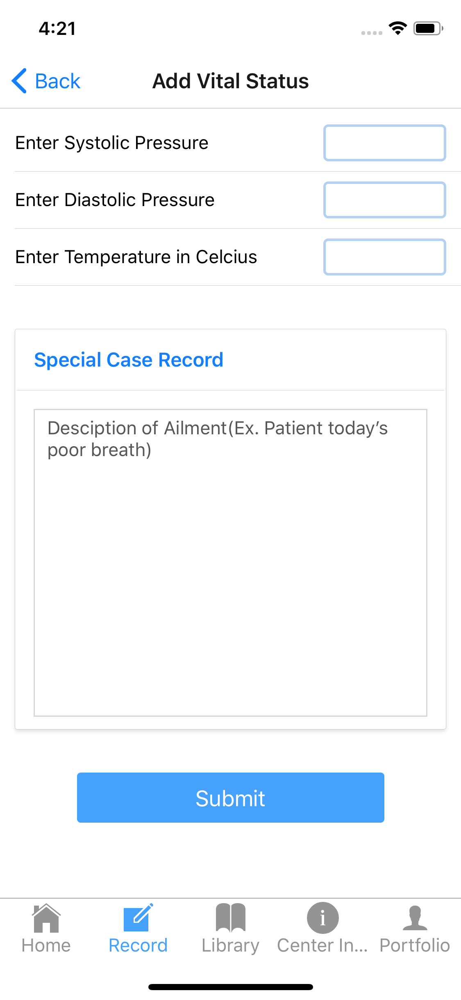 4:21
Back
Add Vital Status
Enter Systolic Pressure
Enter Diastolic Pressure
Enter Temperature in Celcius
Special Case Record
Desciption of Ailment(Ex. Patient today’s
poor breath)
Submit
Home
Record
Library
Center In...
Portfolio